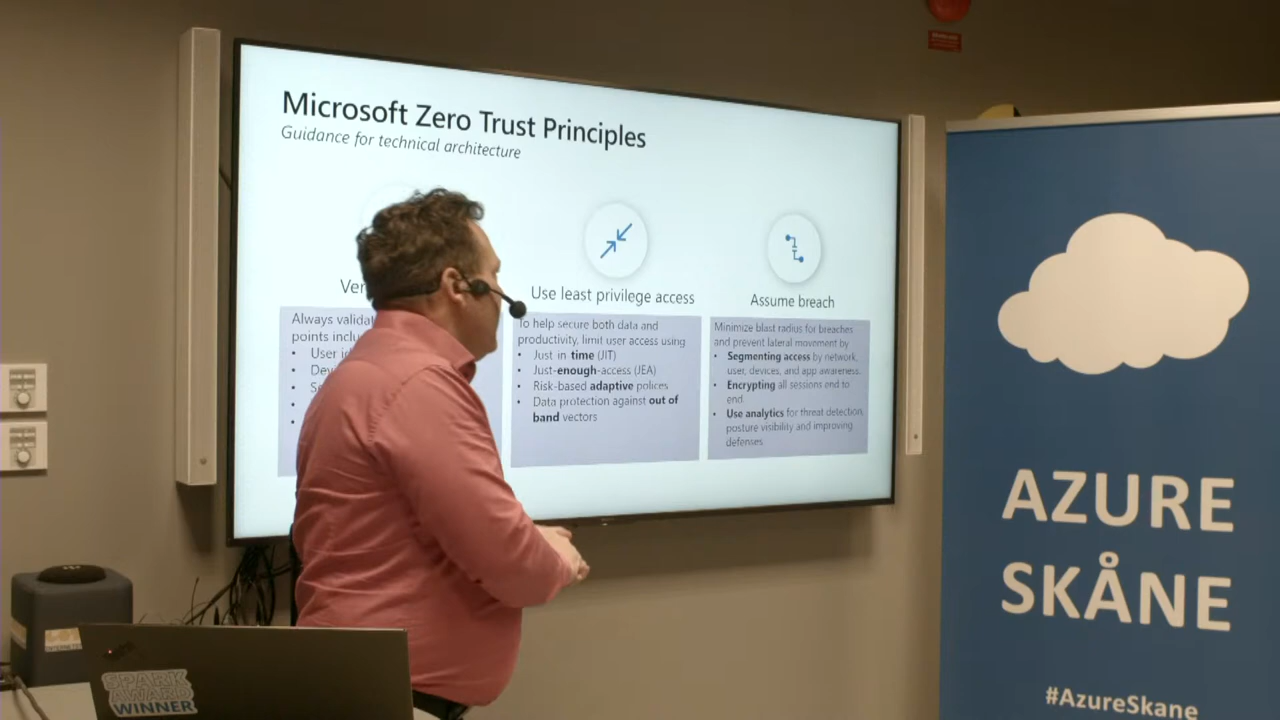 Microsoft Zero Trust Principles
Guidance for technical architecture
Use least privilege access
Assume breach
Always
points
To help secure both data and
productivity, limit user access using
• Just in time (JIT)
• Just-enough-access (JEA)
• Risk-based adaptive polices
• Data protection against out of
band vectors
Minimize blast radius for breaches
and prevent lateral movement by
• Segmenting access by network,
user, devices, and app awareness.
• Encrypting all sessions end to
end.
• Use analytics for threat detection,
posture visibility and improving
defenses
• User
AZURE
SKÅNE
#AzureSkane
SPARK
AWARD
WINNER